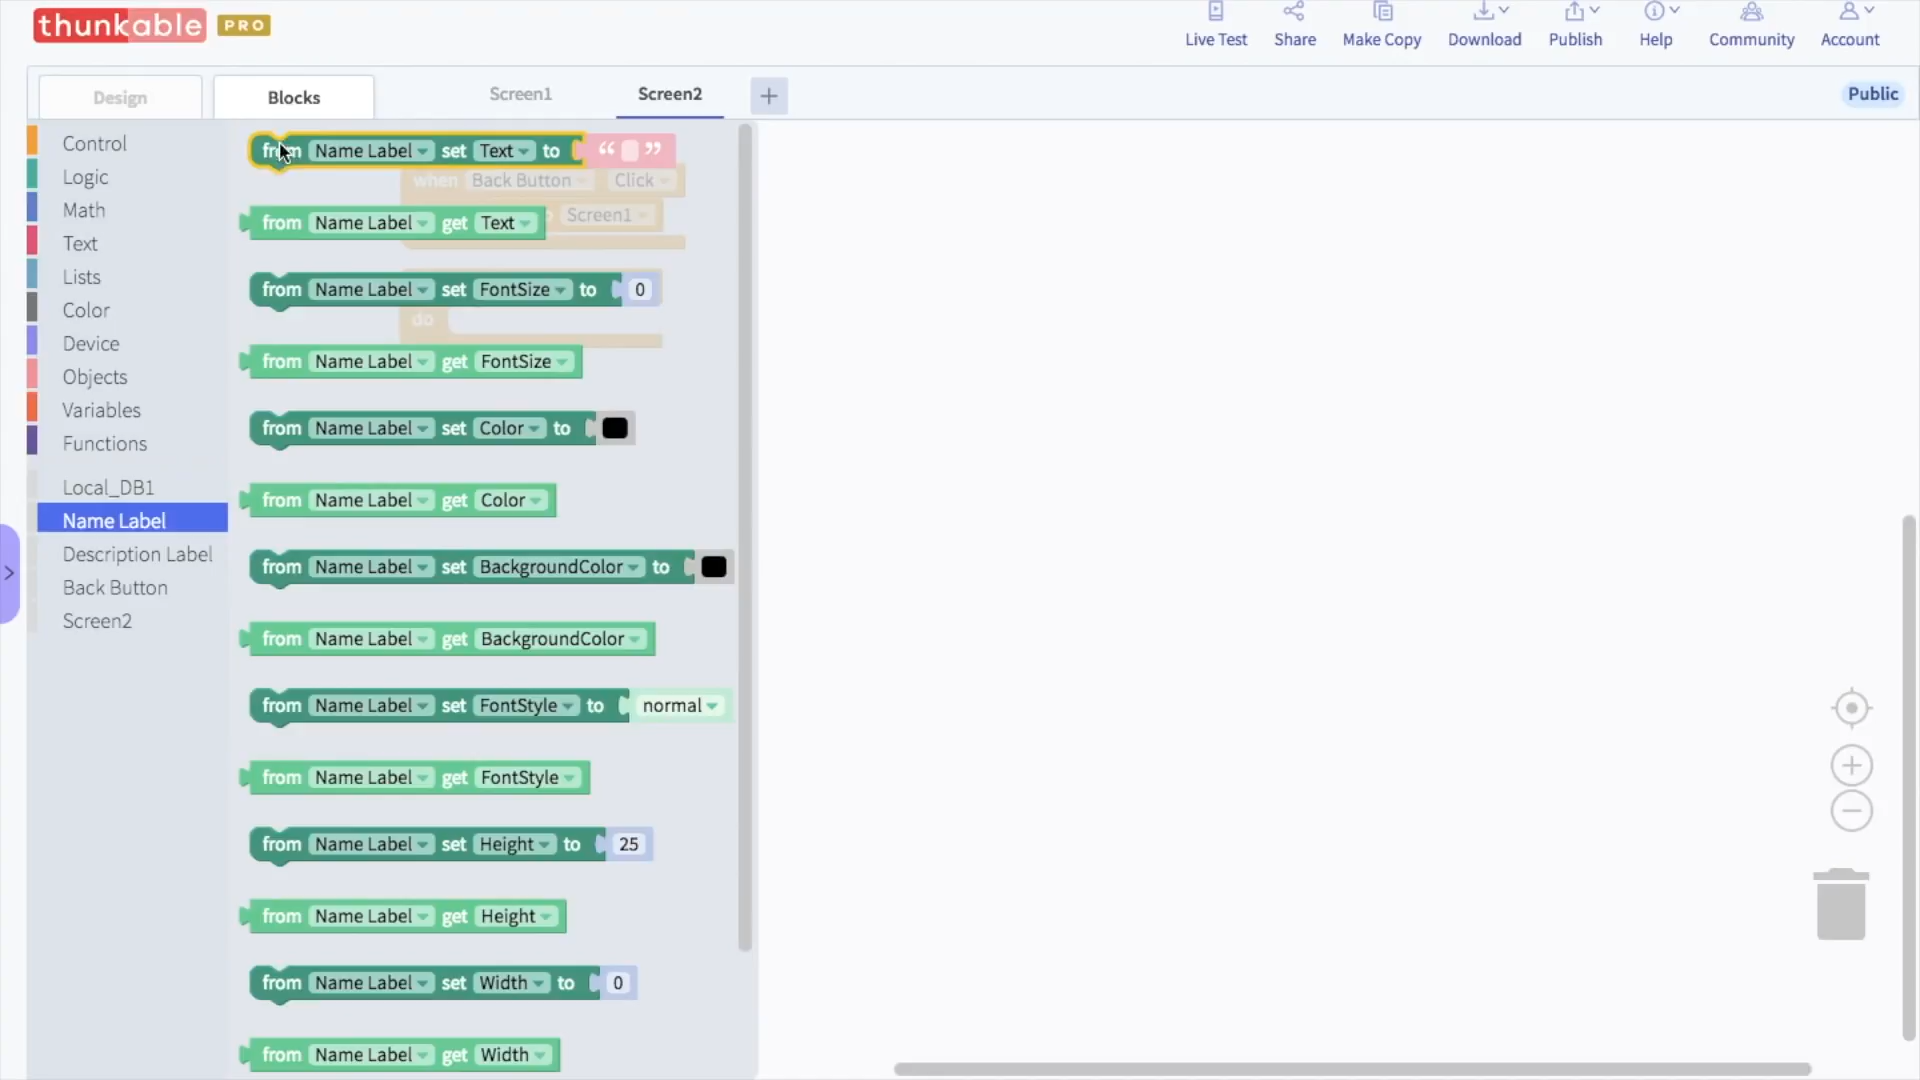 thunkable PRO
Live Test Share Make Copy Download Publish Help Community Account
Design Blocks Screen1 Screen2 + Public
Control
Logic
Math
Text
Lists
Color
Device
Objects
Variables
Functions
Local_DB1
Name Label
Description Label
Back Button
Screen2
from Name Label set Text to “ ”
when Back Button Click
from Name Label get Text
Screen1
from Name Label set FontSize to 0
do
from Name Label get FontSize
from Name Label set Color to
from Name Label get Color
from Name Label set BackgroundColor to
from Name Label get BackgroundColor
from Name Label set FontStyle to normal
from Name Label get FontStyle
from Name Label set Height to 25
from Name Label get Height
from Name Label set Width to 0
from Name Label get Width